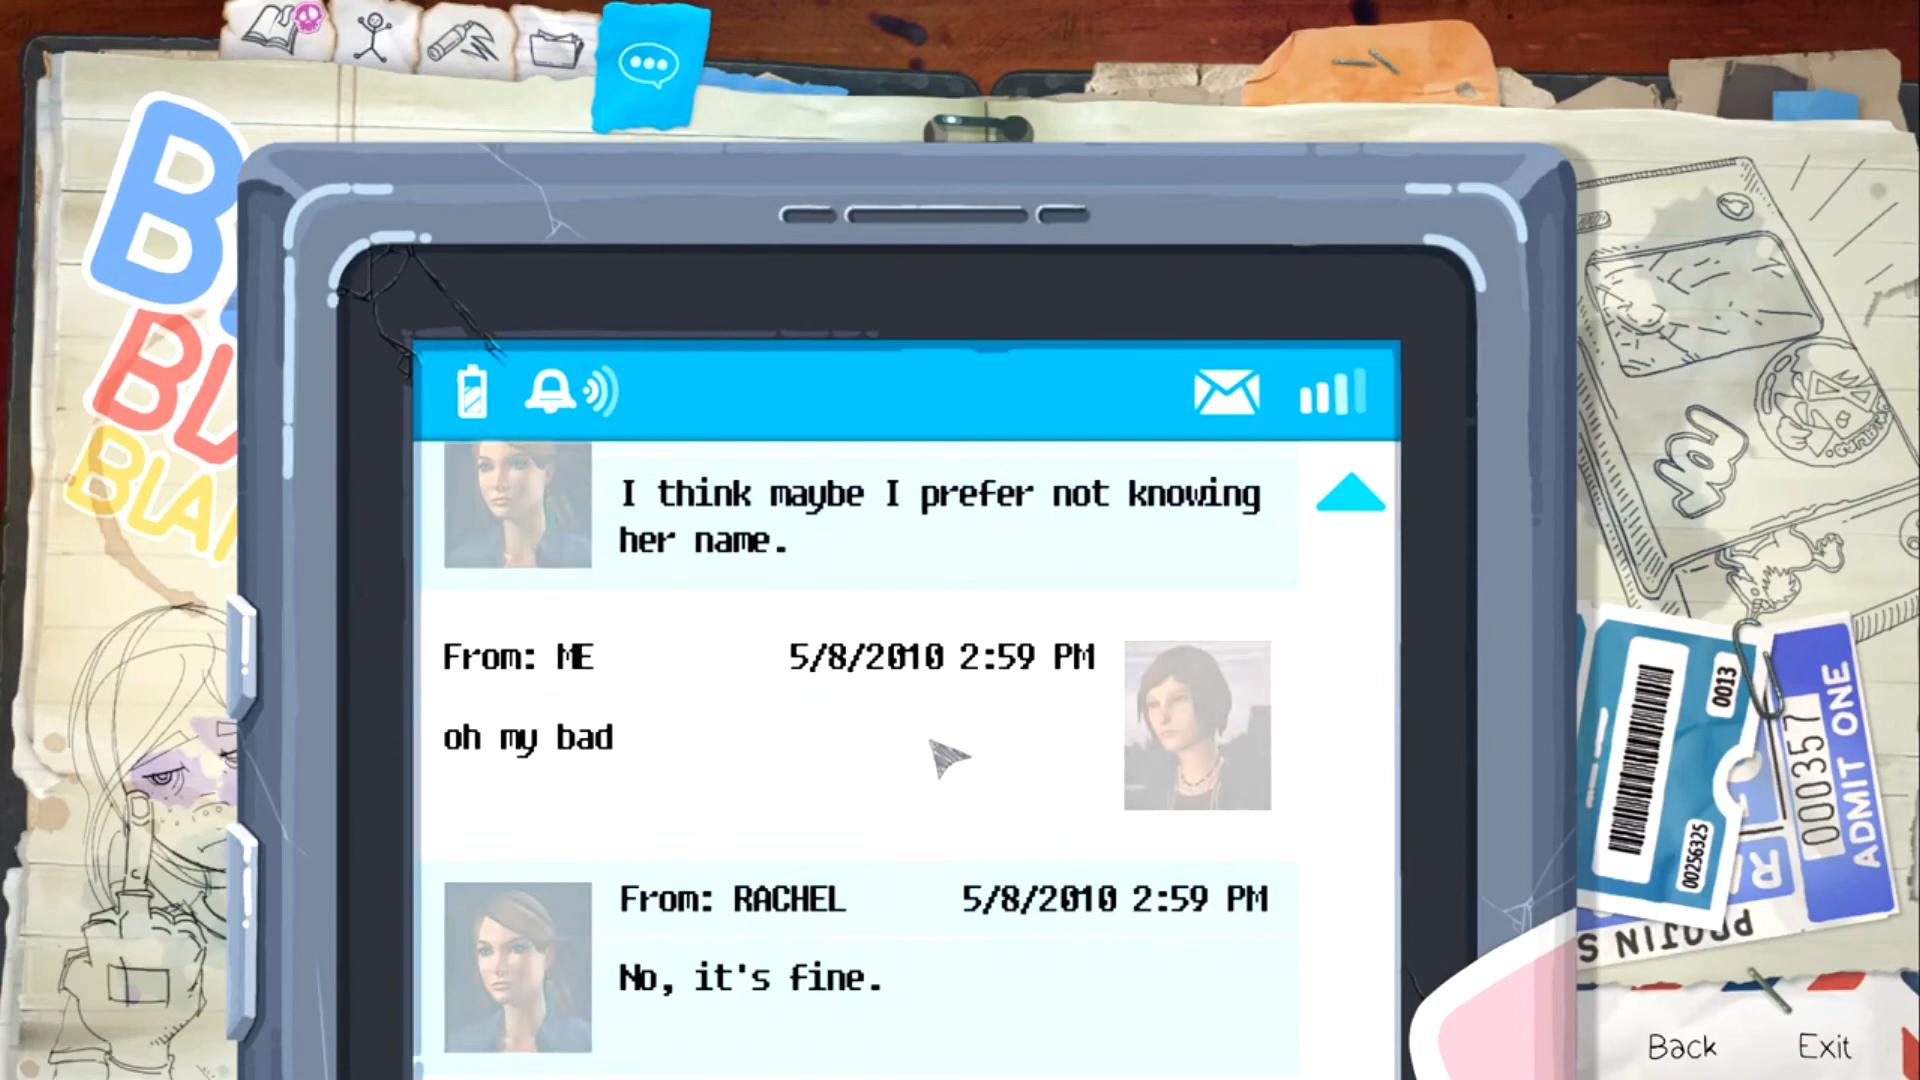 I think maybe I prefer not knowing
her name.
From: ME 5/8/2010 2:59 PM
oh my bad
From: RACHEL 5/8/2010 2:59 PM
No, it's fine.
0013
00256325
000357
ADMIT ONE
Back Exit